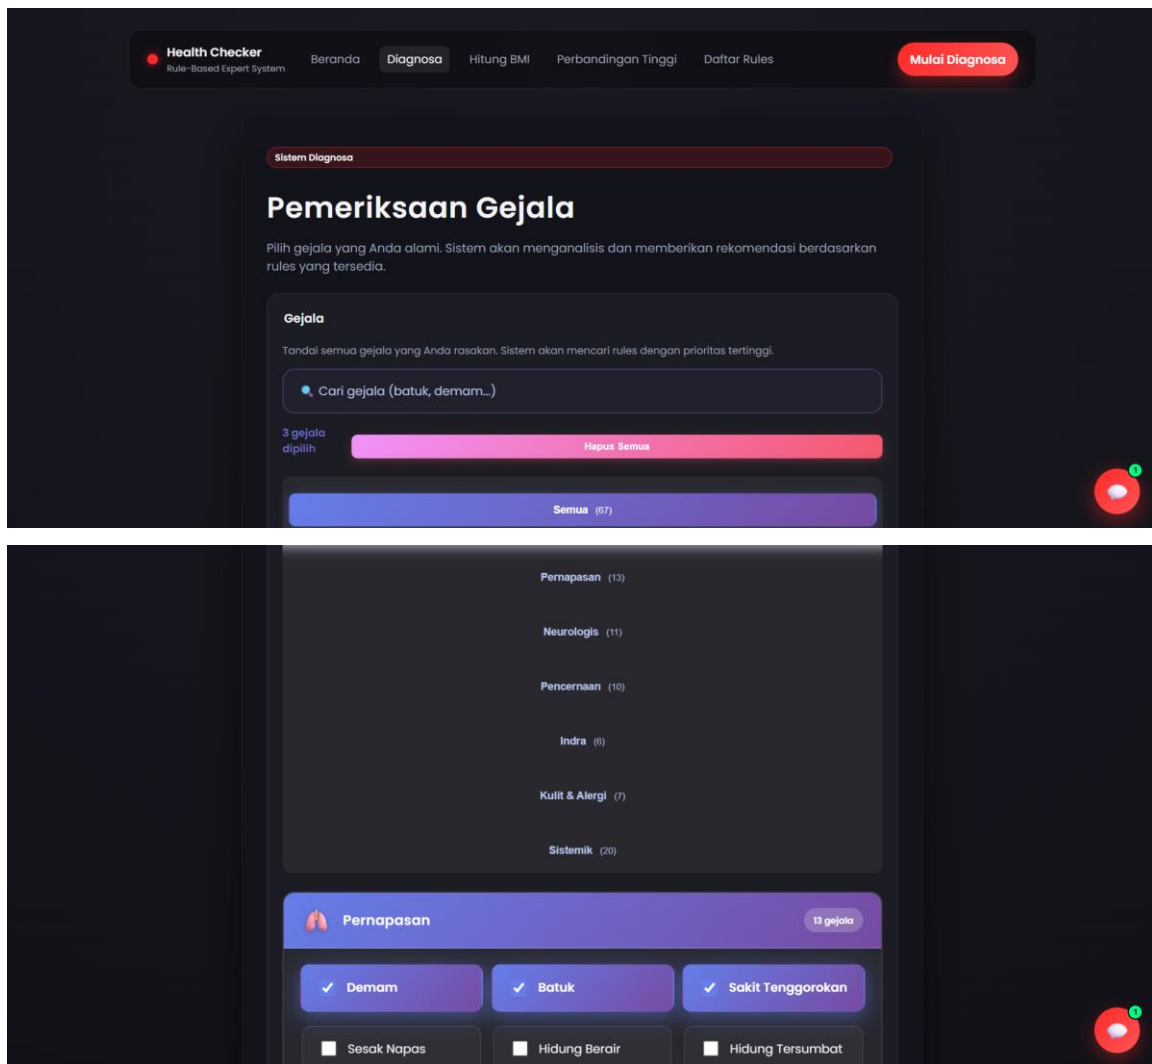 Health Checker
Rule-Based Expert System
Beranda
Diagnosa
Hitung BMI
Perbandingan Tinggi
Daftar Rules
Mulai Diagnosa
Sistem Diagnosa
Pemeriksaan Gejala
Pilih gejala yang Anda alami. Sistem akan menganalisis dan memberikan rekomendasi berdasarkan
rules yang tersedia.
Gejala
Tandai semua gejala yang Anda rasakan. Sistem akan mencari rules dengan prioritas tertinggi.
Cari gejala (batuk, demam...)
3 gejala
dipilih
Hapus Semua
1
Semua (67)
Pernapasan (13)
Neurologis (11)
Pencernaan (10)
Indra (6)
Kulit & Alergi (7)
Sistemik (20)
Pernapasan
13 gejala
Demam
Batuk
Sakit Tenggorokan
1
Sesak Napas
Hidung Berair
Hidung Tersumbat